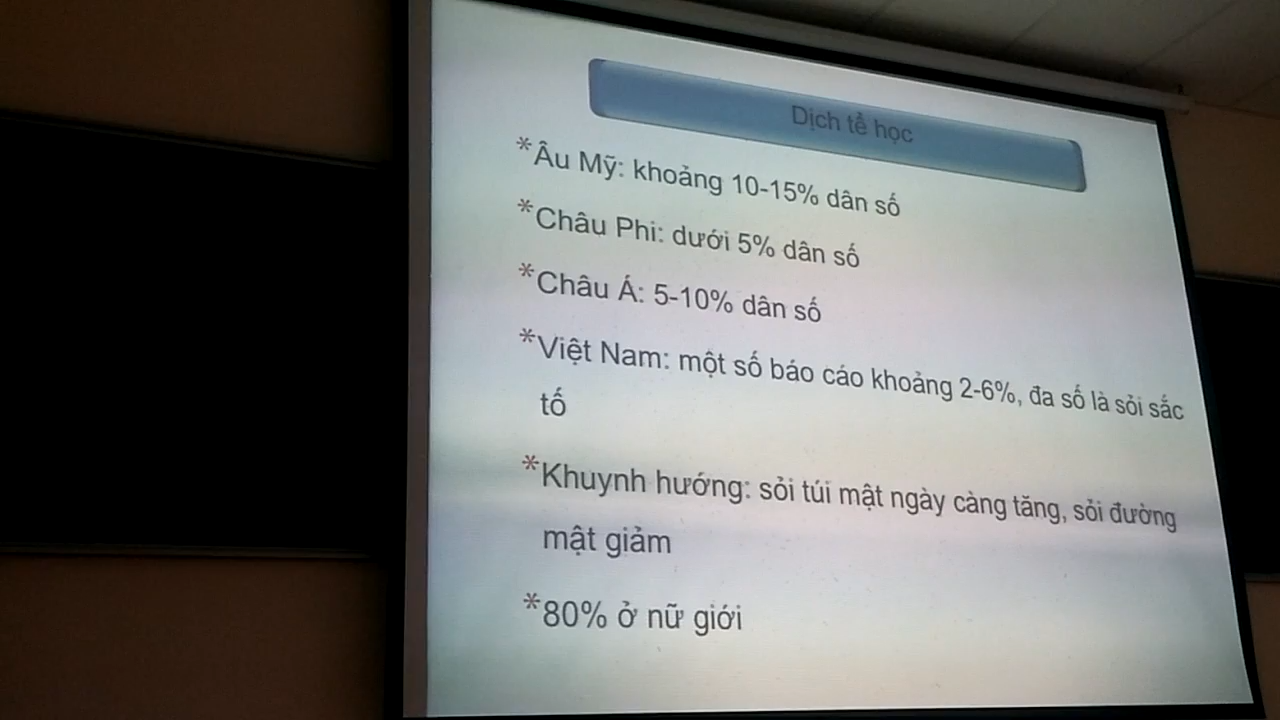 Dịch tễ học
*Âu Mỹ: khoảng 10-15% dân số
*Châu Phi: dưới 5% dân số
*Châu Á: 5-10% dân số
*Việt Nam: một số báo cáo khoảng 2-6%, đa số là sỏi sắc
tố
*Khuynh hướng: sỏi túi mật ngày càng tăng, sỏi đường
mật giảm
*80% ở nữ giới